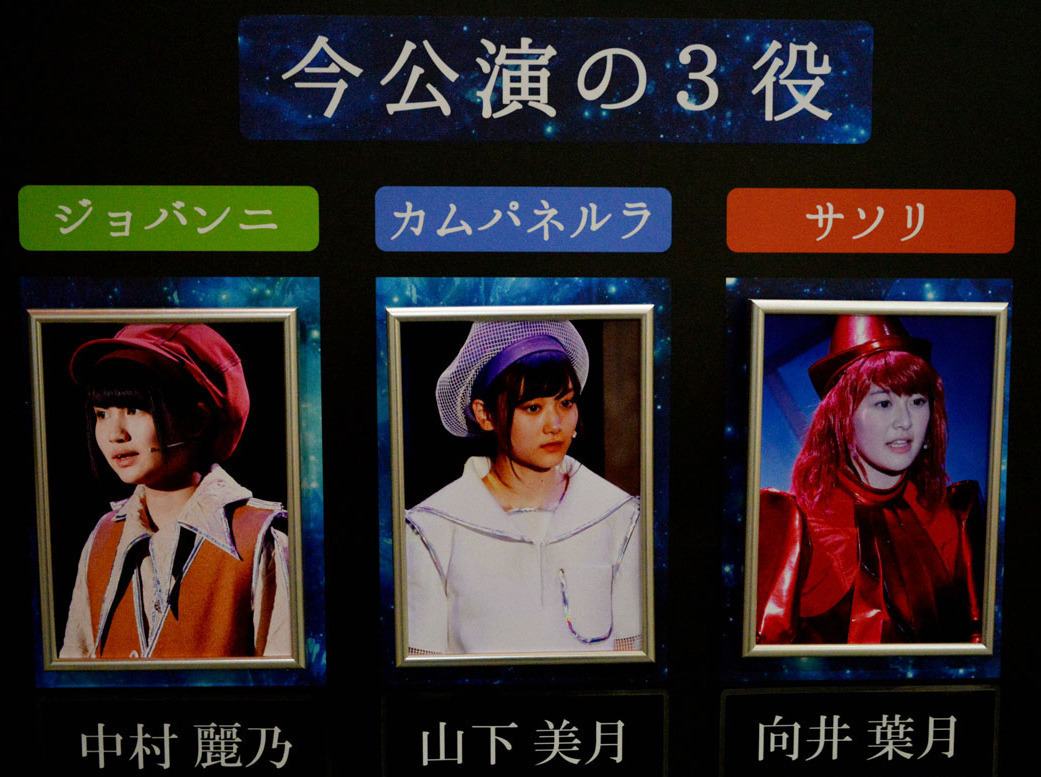 今公演の3役
ジョバンニ
カムパネルラ
サソリ
中村 麗乃
山下 美月
向井 葉月